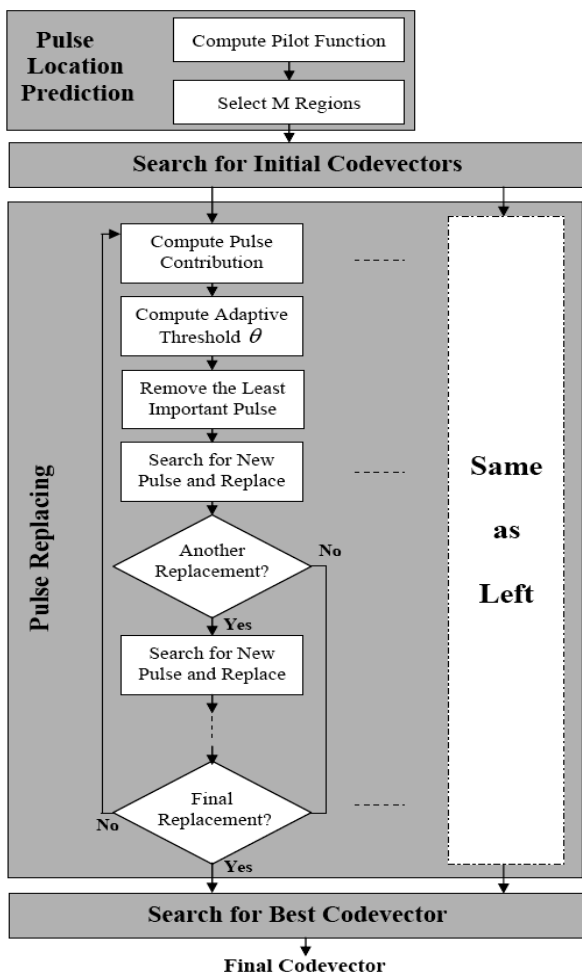 Pulse
Location
Prediction
Compute Pilot Function
Select M Regions
Search for Initial Codevectors
Pulse Replacing
Compute Pulse
Contribution
Compute Adaptive
Threshold θ
Remove the Least
Important Pulse
Search for New
Pulse and Replace
Another
Replacement?
No
Yes
Search for New
Pulse and Replace
Final
Replacement?
No
Yes
Same
as
Left
Search for Best Codevector
Final Codevector